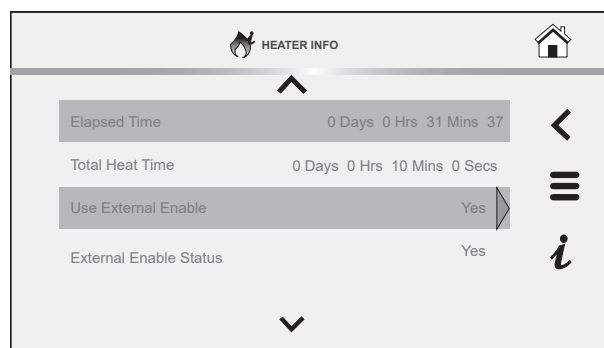 HEATER INFO
Elapsed Time 0 Days 0 Hrs 31 Mins 37
Total Heat Time 0 Days 0 Hrs 10 Mins 0 Secs
Use External Enable Yes
External Enable Status Yes
i